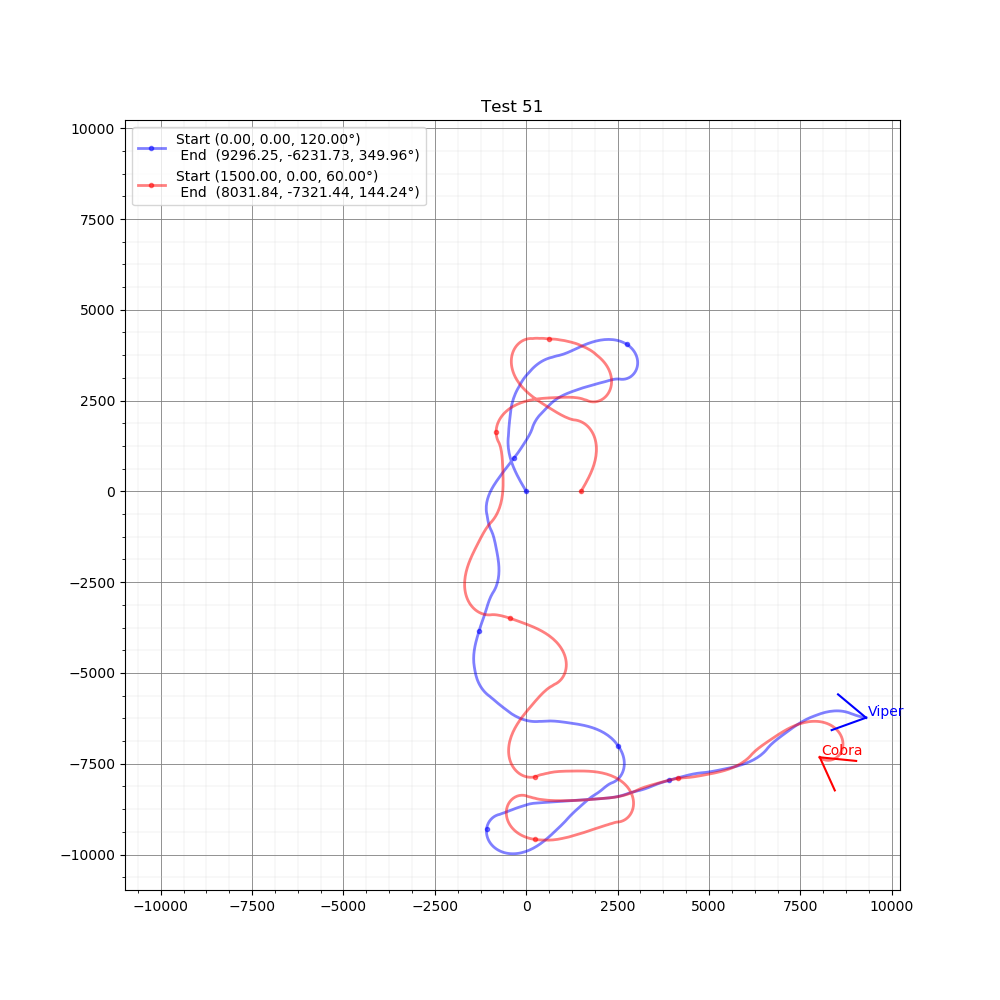 Test 51
Start (0.00, 0.00, 120.00°)
End (9296.25, -6231.73, 349.96°)
Start (1500.00, 0.00, 60.00°)
End (8031.84, -7321.44, 144.24°)
10000
7500
5000
2500
0
−2500
−5000
−7500
−10000
Viper
Cobra
−10000 −7500 −5000 −2500 0 2500 5000 7500 10000